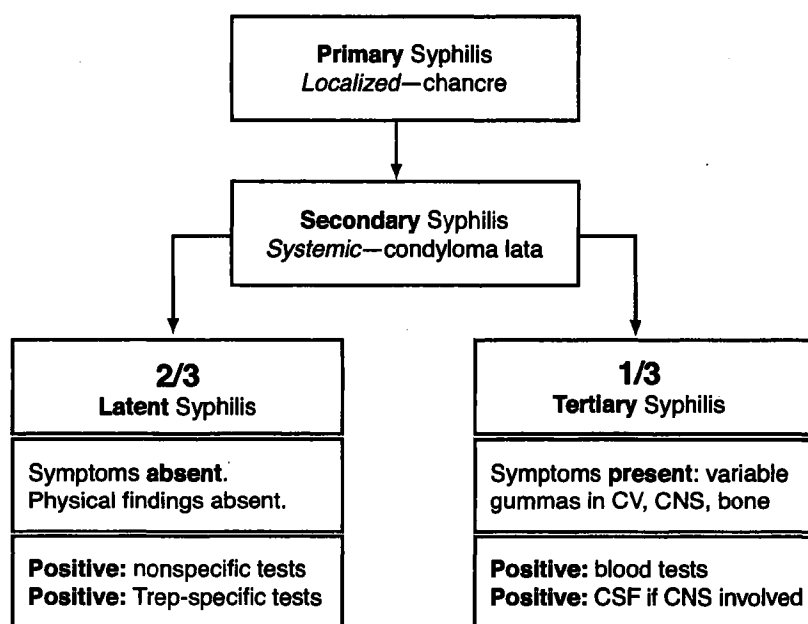 Primary Syphilis
Localized—chancre
Secondary Syphilis
Systemic—condyloma lata
2/3
Latent Syphilis
Symptoms absent.
Physical findings absent.
Positive: nonspecific tests
Positive: Trep-specific tests
1/3
Tertiary Syphilis
Symptoms present: variable
gummas in CV, CNS, bone
Positive: blood tests
Positive: CSF if CNS involved